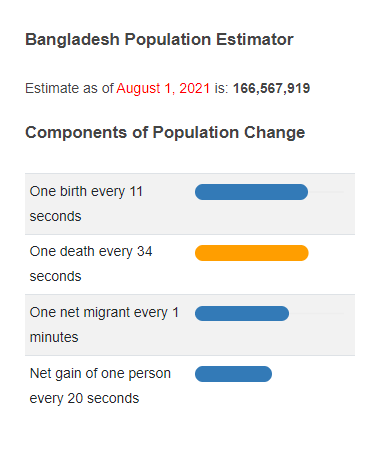 Bangladesh Population Estimator
Estimate as of August 1, 2021 is: 166,567,919
Components of Population Change
One birth every 11
seconds
One death every 34
seconds
One net migrant every 1
minutes
Net gain of one person
every 20 seconds